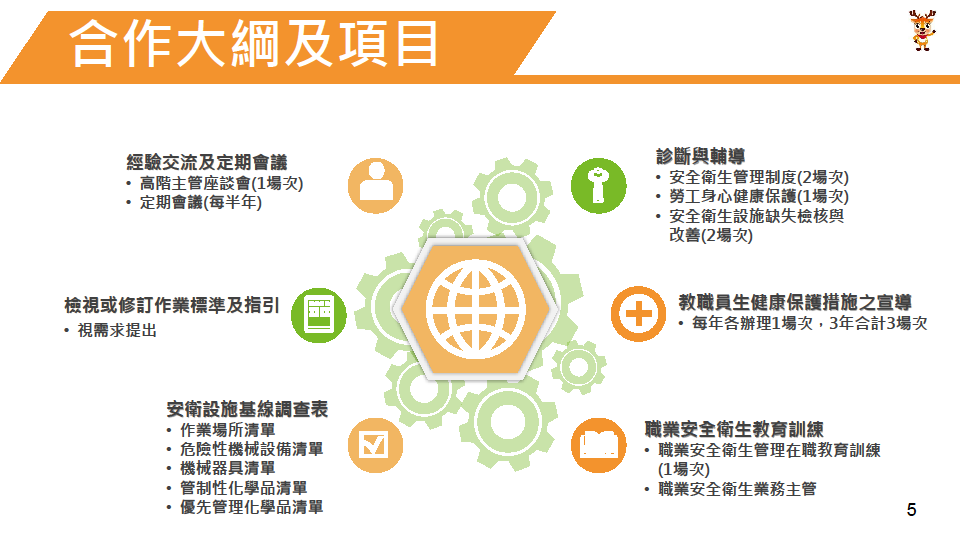 合作大綱及項目
經驗交流及定期會議
• 高階主管座談會(1場次)
• 定期會議(每半年)
檢視或修訂作業標準及指引
• 視需求提出
安衛設施基線調查表
• 作業場所清單
• 危險性機械設備清單
• 機械器具清單
• 管制性化學品清單
• 優先管理化學品清單
診斷與輔導
• 安全衛生管理制度(2場次)
• 勞工身心健康保護(1場次)
• 安全衛生設施缺失檢核與
改善(2場次)
教職員生健康保護措施之宣導
• 每年各辦理1場次，3年合計3場次
職業安全衛生教育訓練
• 職業安全衛生管理在職教育訓練
(1場次)
• 職業安全衛生業務主管
5